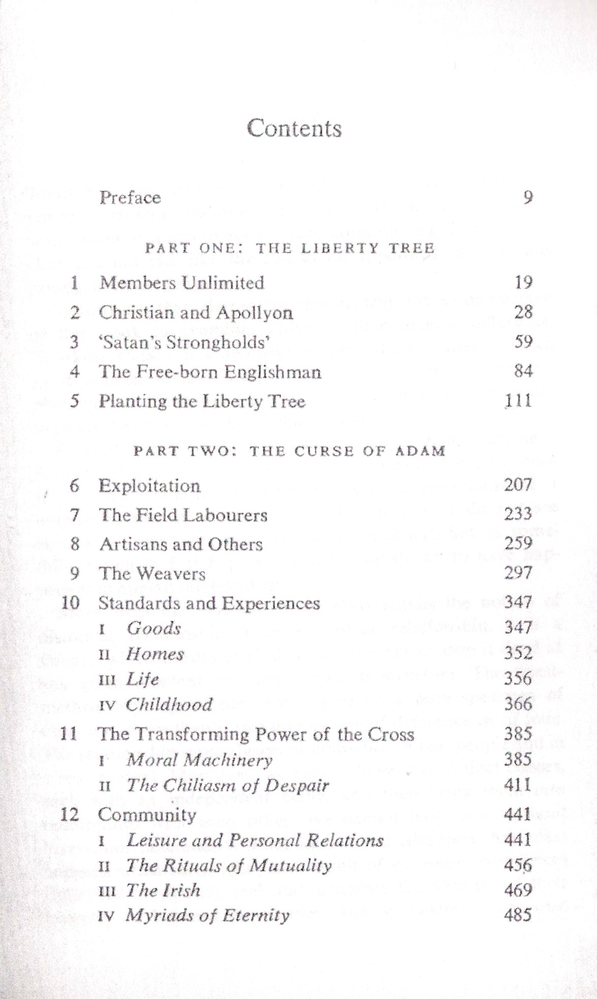 Contents
Preface 9
PART ONE: THE LIBERTY TREE
1 Members Unlimited 19
2 Christian and Apollyon 28
3 ‘Satan’s Strongholds’ 59
4 The Free-born Englishman 84
5 Planting the Liberty Tree 111
PART TWO: THE CURSE OF ADAM
6 Exploitation 207
7 The Field Labourers 233
8 Artisans and Others 259
9 The Weavers 297
10 Standards and Experiences 347
I Goods 347
II Homes 352
III Life 356
IV Childhood 366
11 The Transforming Power of the Cross 385
I Moral Machinery 385
II The Chiliasm of Despair 411
12 Community 441
I Leisure and Personal Relations 441
II The Rituals of Mutuality 456
III The Irish 469
IV Myriads of Eternity 485